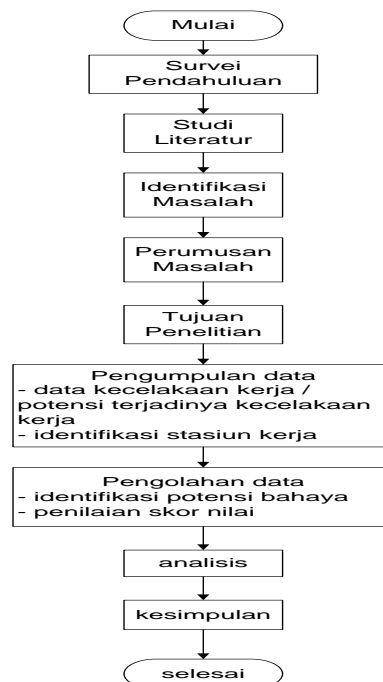 Mulai
Survei
Pendahuluan
Studi
Literatur
Identifikasi
Masalah
Perumusan
Masalah
Tujuan
Penelitian
Pengumpulan data
- data kecelakaan kerja /
potensi terjadinya kecelakaan
kerja
- identifikasi stasiun kerja
Pengolahan data
- identifikasi potensi bahaya
- penilaian skor nilai
analisis
kesimpulan
selesai